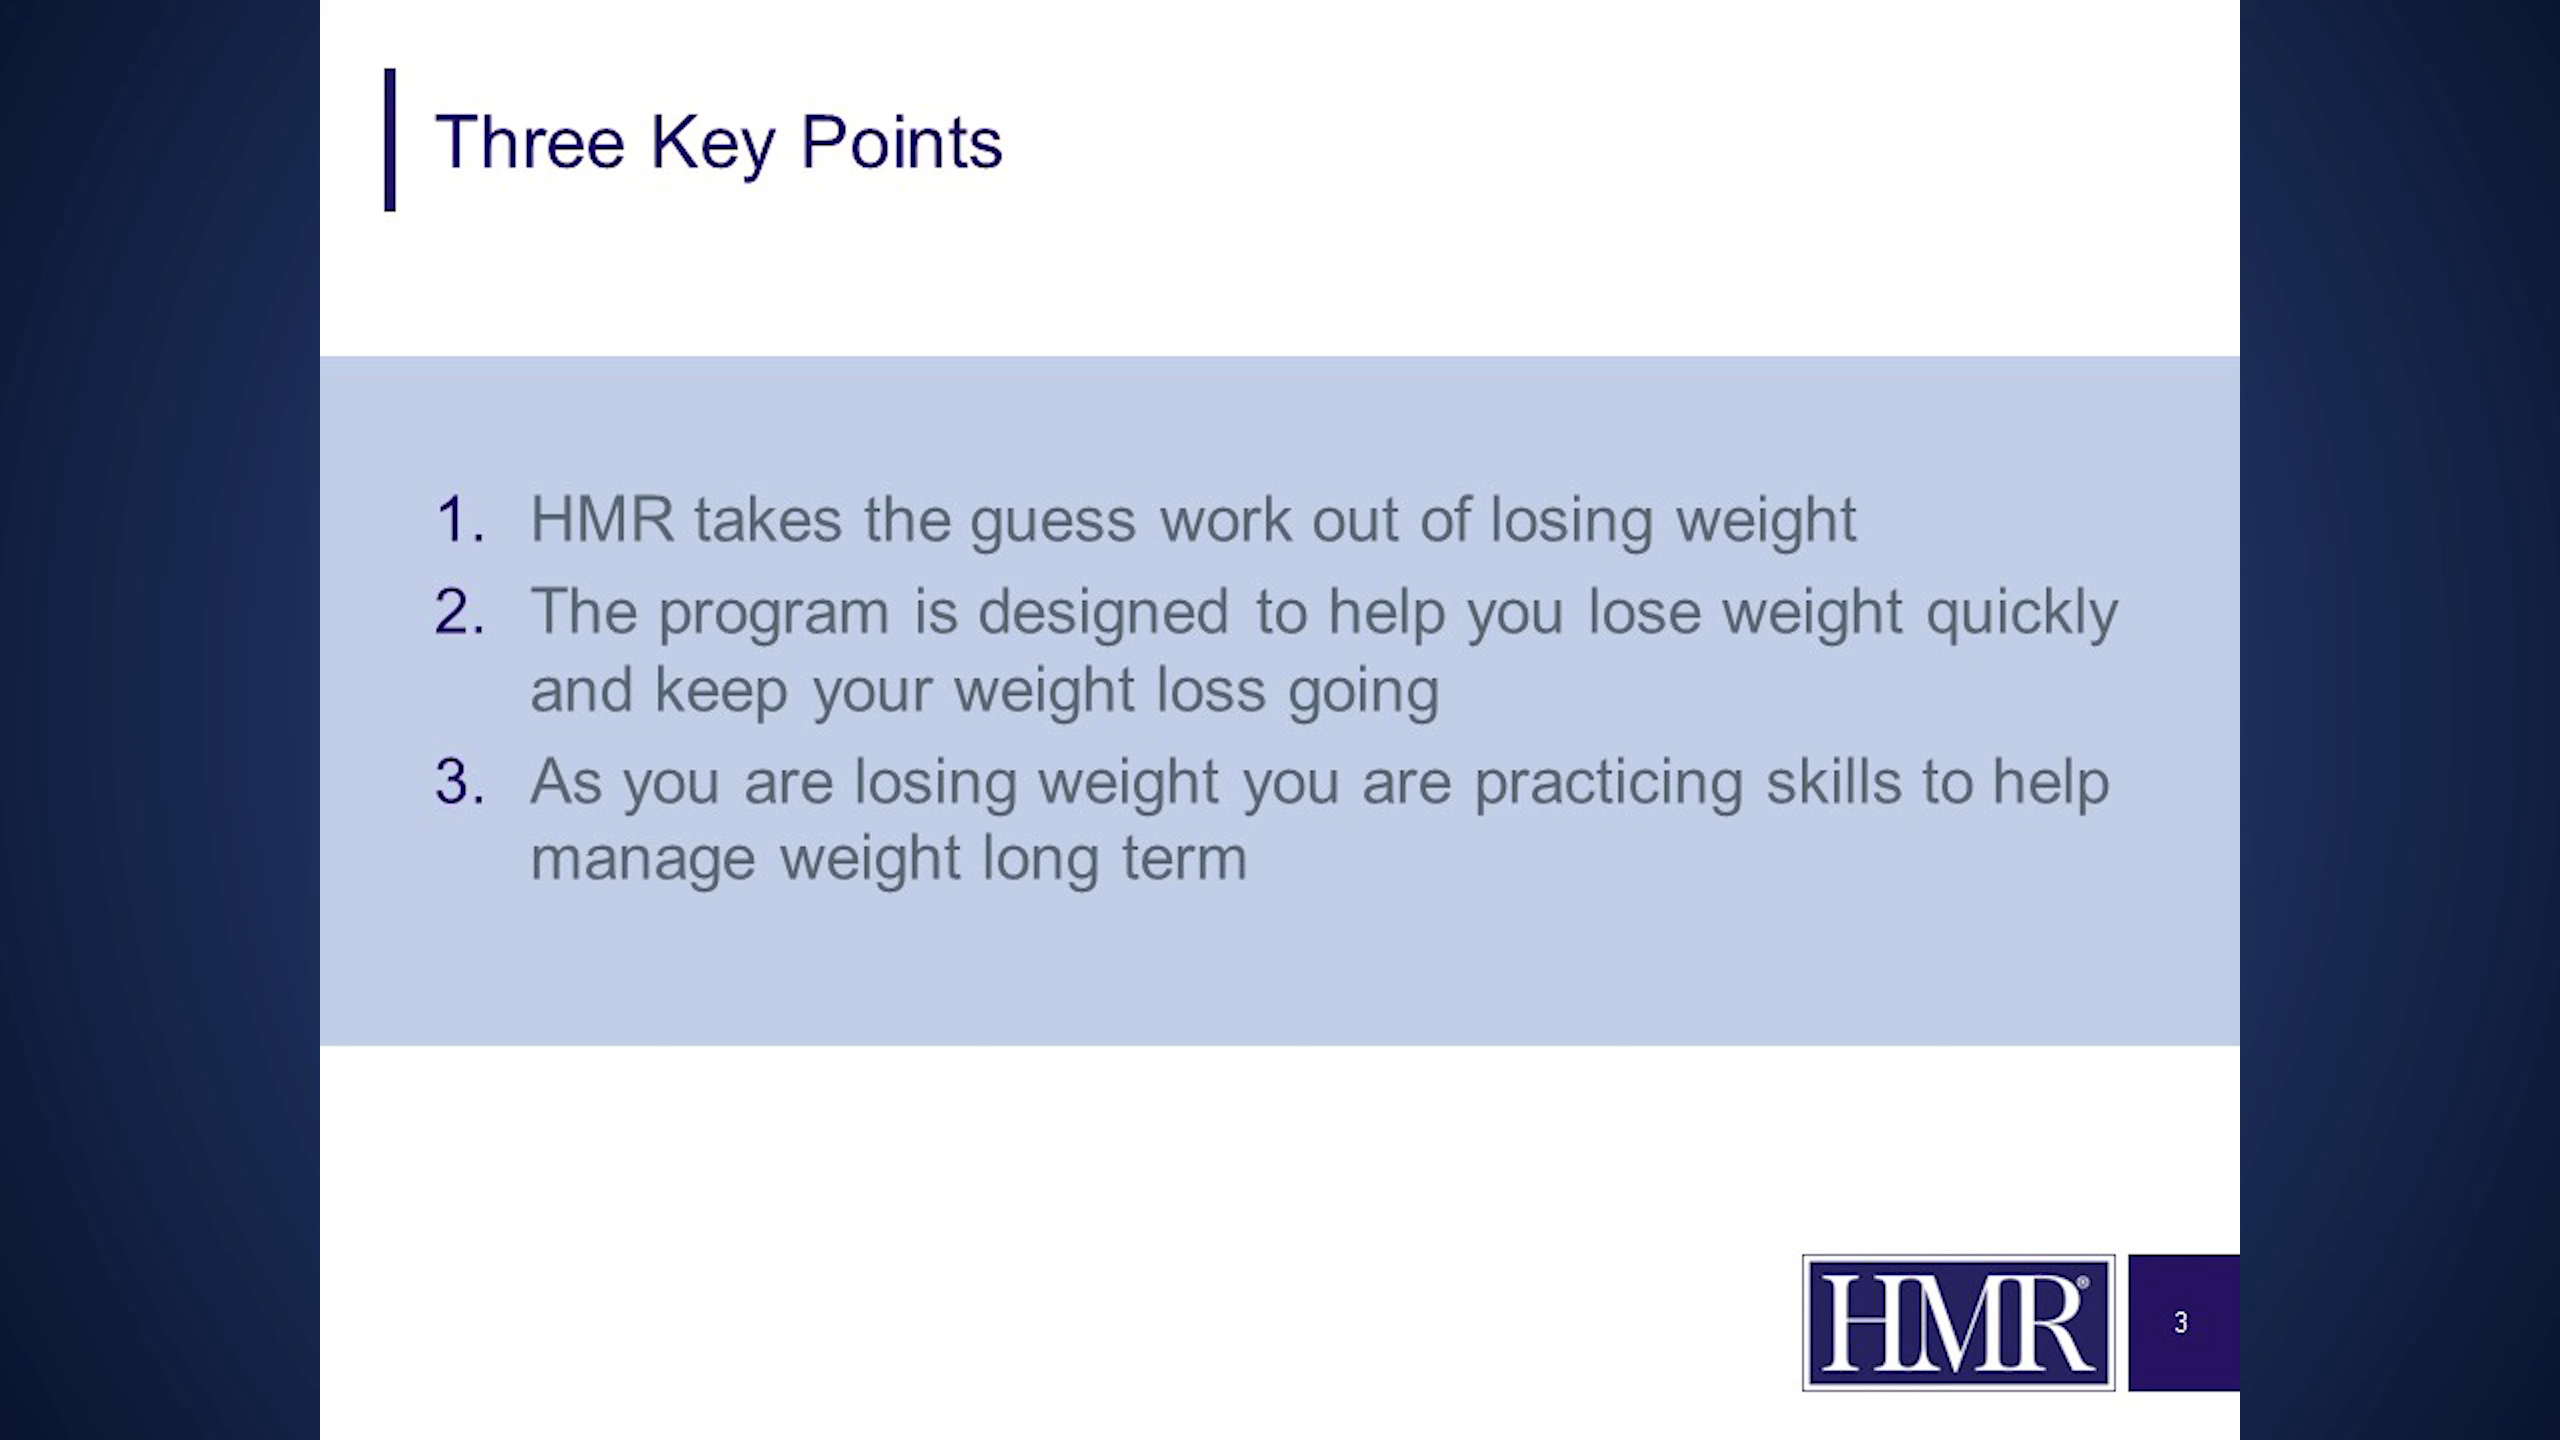 Three Key Points
1. HMR takes the guess work out of losing weight
2. The program is designed to help you lose weight quickly
and keep your weight loss going
3. As you are losing weight you are practicing skills to help
manage weight long term
HMR®
3